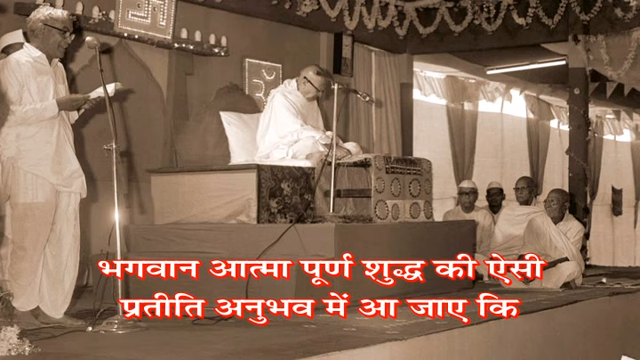 ॐ
भगवान आत्मा पूर्ण शुद्ध की ऐसी
प्रतीति अनुभव में आ जाए कि